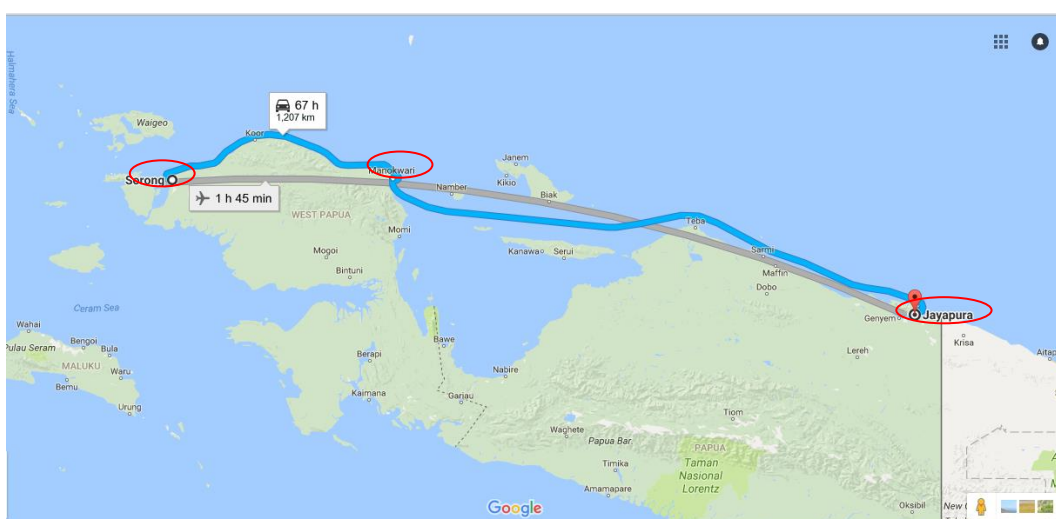 Halmahera Sea
Waigeo
67 h
1,207 km
Koor
Sorong
Manokwari
Janem
Kikio
Namber
Biak
1 h 45 min
WEST PAPUA
Momi
Teba
Mogoi
Kanawa
Serui
Sarmi
Bintuni
Maffin
Dobo
Ceram Sea
Jayapura
Genyem
Wahai
Bengoi
Bula
Pulau Seram
MALUKU
Waru
Bemu
Urung
Bawe
Berapi
Lereh
Krisa
Nabire
Kaimana
Garjau
Tiom
Waghete
Papua Bar
PAPUA
Timika
Taman
Nasional
Lorentz
Amamapare
Google
Oksibil
New